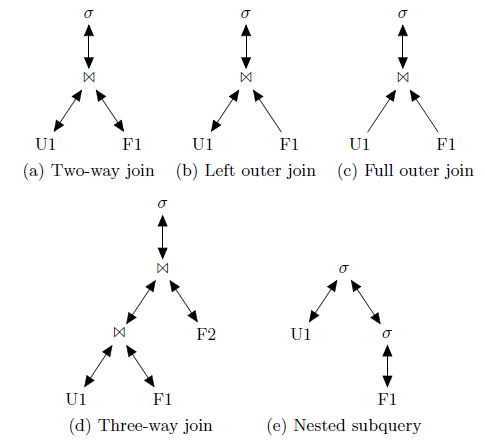 σ σ σ
⋈ ⋈ ⋈
U1 F1 U1 F1 U1 F1
(a) Two-way join (b) Left outer join (c) Full outer join
σ
⋈ σ
⋈ F2 U1 σ
U1 F1 F1
(d) Three-way join (e) Nested subquery